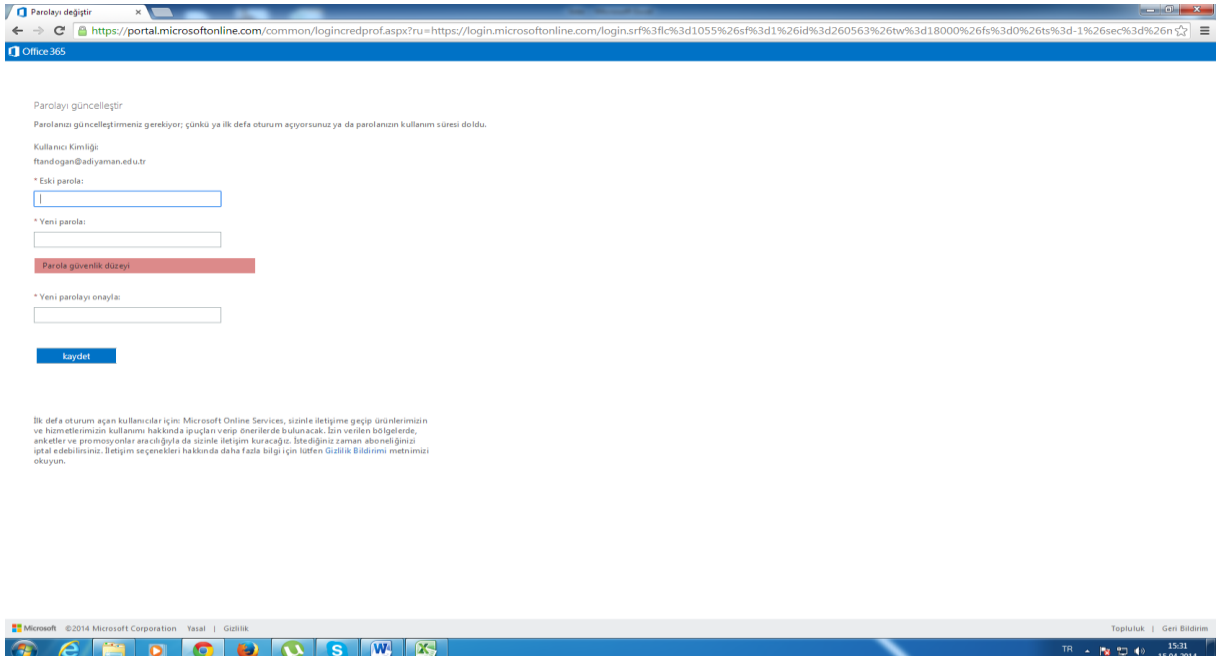 Parolayı değiştir
https://portal.microsoftonline.com/common/logincredprof.aspx?ru=https://login.microsoftonline.com/login.srf%3flc%3d1055%26sf%3d1%26id%3d260563%26tw%3d18000%26fs%3d0%26ts%3d-1%26sec%3d%26n
Office 365
Parolayı güncelleştir
Parolanızı güncelleştirmeniz gerekiyor; çünkü ya ilk defa oturum açıyorsunuz ya da parolanızın kullanım süresi doldu.
Kullanıcı Kimliği:
ftandogan@adiyaman.edu.tr
* Eski parola:
* Yeni parola:
Parola güvenlik düzeyi
* Yeni parolayı onayla:
kaydet
İlk defa oturum açan kullanıcılar için: Microsoft Online Services, sizinle iletişime geçip ürünlerimizin
ve hizmetlerimizin kullanımı hakkında ipuçları verip önerilerde bulunacak. İzin verilen bölgelerde,
anketler ve promosyonlar aracılığıyla da sizinle iletişim kuracağız. İstediğiniz zaman aboneliğinizi
iptal edebilirsiniz. İletişim seçenekleri hakkında daha fazla bilgi için lütfen Gizlilik Bildirimi metnimizi
okuyun.
Microsoft ©2014 Microsoft Corporation Yasal | Gizlilik Topluluk | Geri Bildirim
TR 15:31
15.04.2014